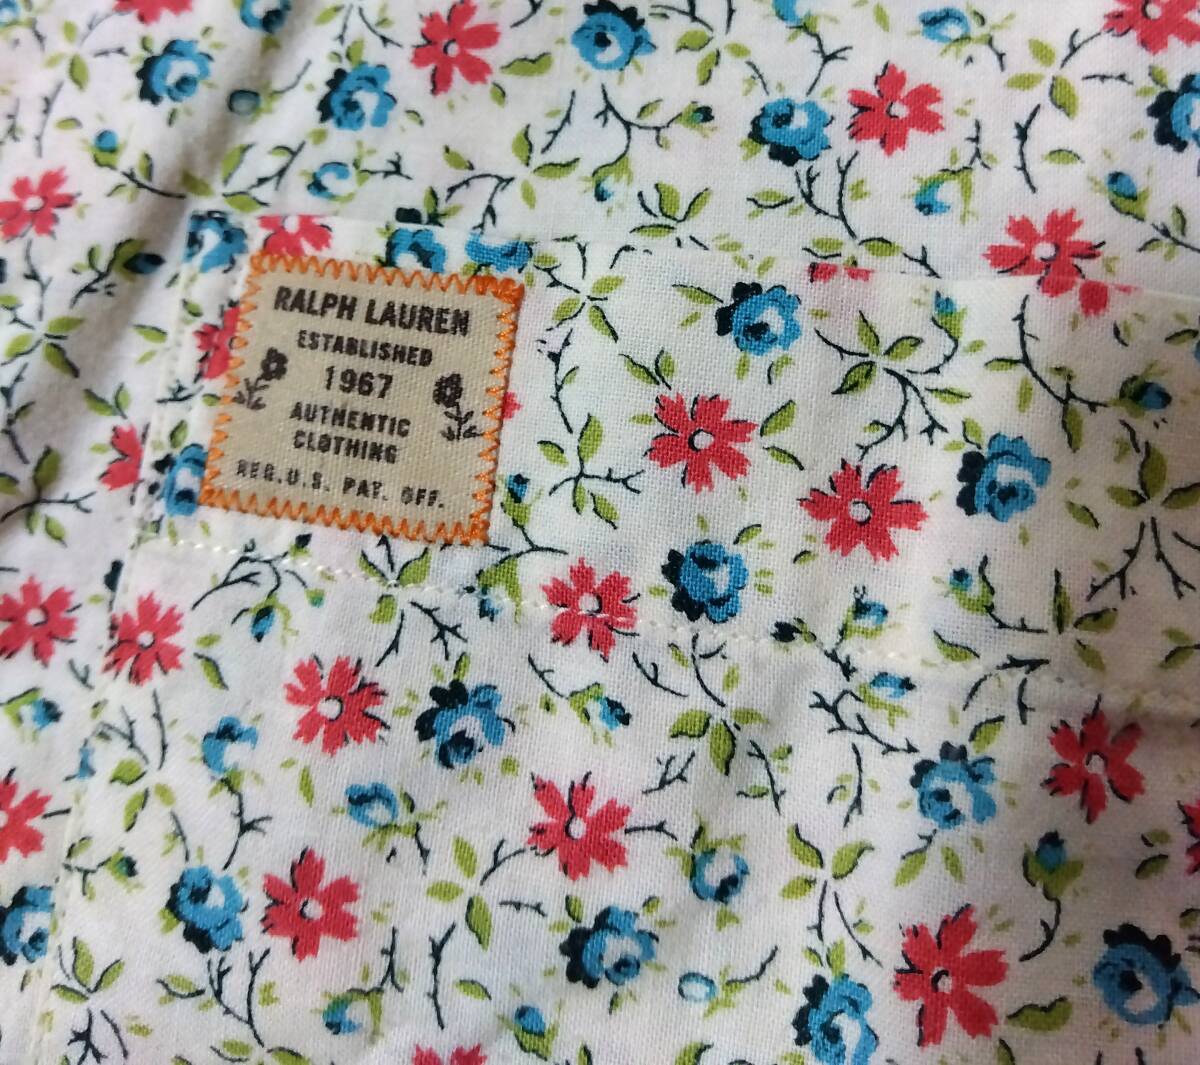 RALPH LAUREN
ESTABLISHED
1967
AUTHENTIC
CLOTHING
REG.U.S. PAT. OFF.